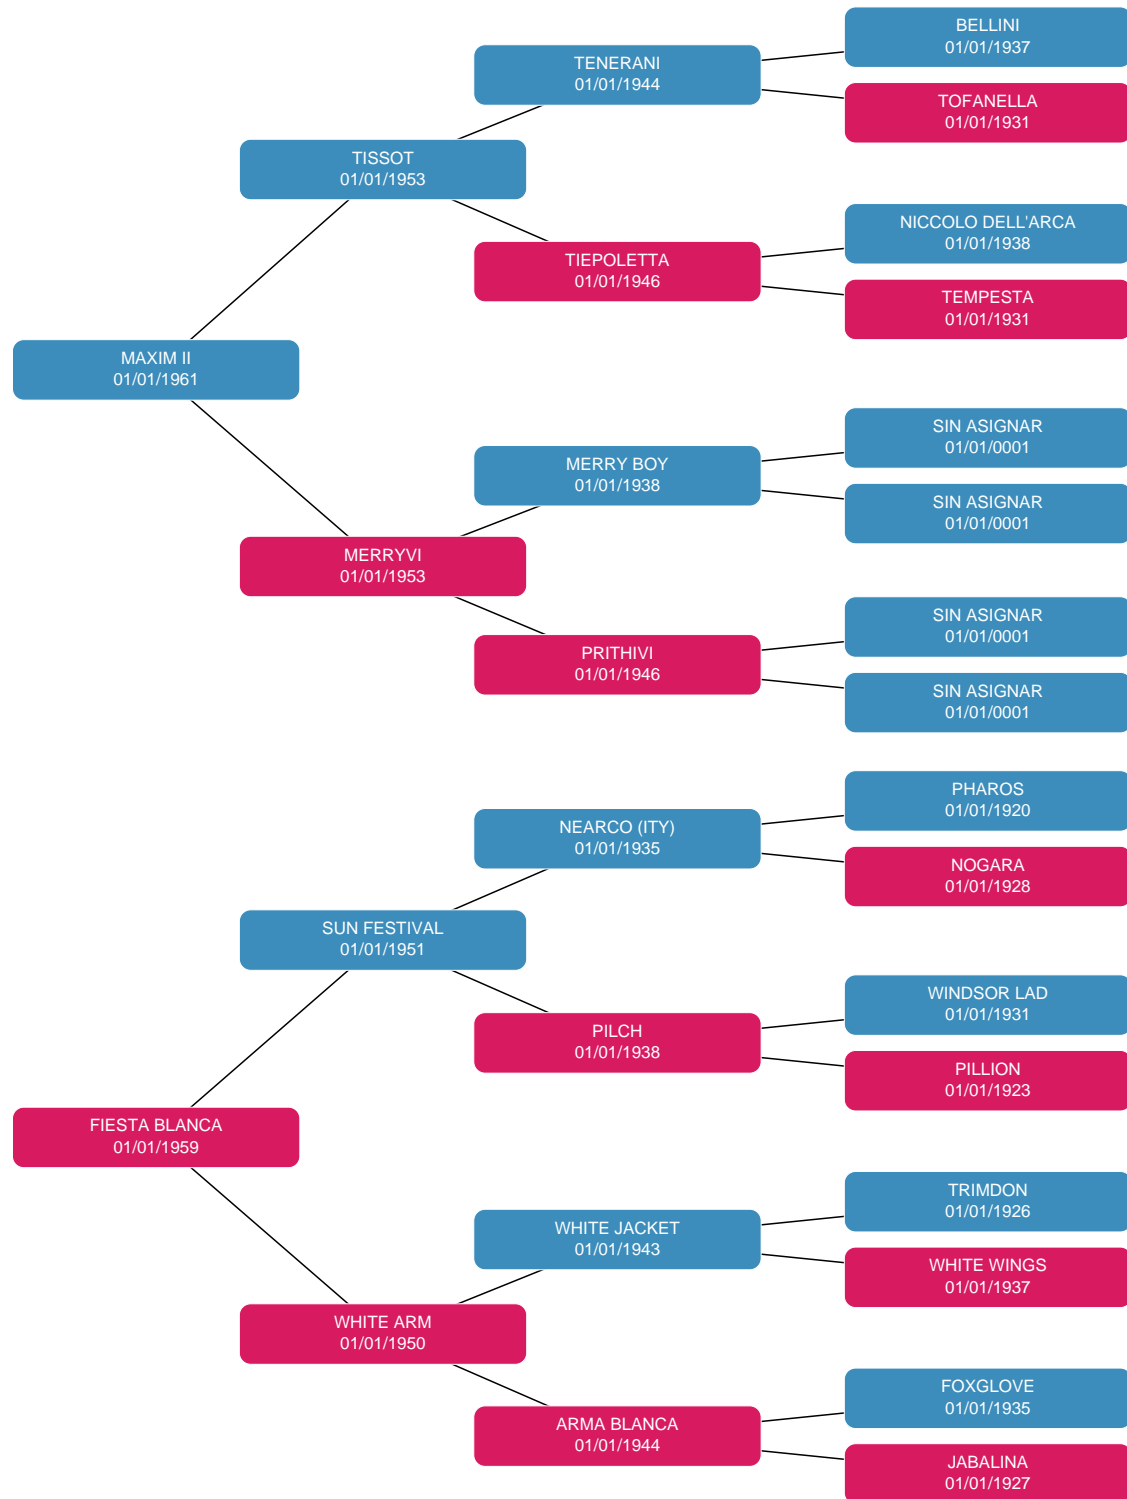 BELLINI
01/01/1937
TENERANI
01/01/1944
TOFANELLA
01/01/1931
TISSOT
01/01/1953
NICCOLO DELL'ARCA
01/01/1938
TIEPOLETTA
01/01/1946
TEMPESTA
01/01/1931
MAXIM II
01/01/1961
SIN ASIGNAR
01/01/0001
MERRY BOY
01/01/1938
SIN ASIGNAR
01/01/0001
MERRYVI
01/01/1953
SIN ASIGNAR
01/01/0001
PRITHIVI
01/01/1946
SIN ASIGNAR
01/01/0001
PHAROS
01/01/1920
NEARCO (ITY)
01/01/1935
NOGARA
01/01/1928
SUN FESTIVAL
01/01/1951
WINDSOR LAD
01/01/1931
PILCH
01/01/1938
PILLION
01/01/1923
FIESTA BLANCA
01/01/1959
TRIMDON
01/01/1926
WHITE JACKET
01/01/1943
WHITE WINGS
01/01/1937
WHITE ARM
01/01/1950
FOXGLOVE
01/01/1935
ARMA BLANCA
01/01/1944
JABALINA
01/01/1927